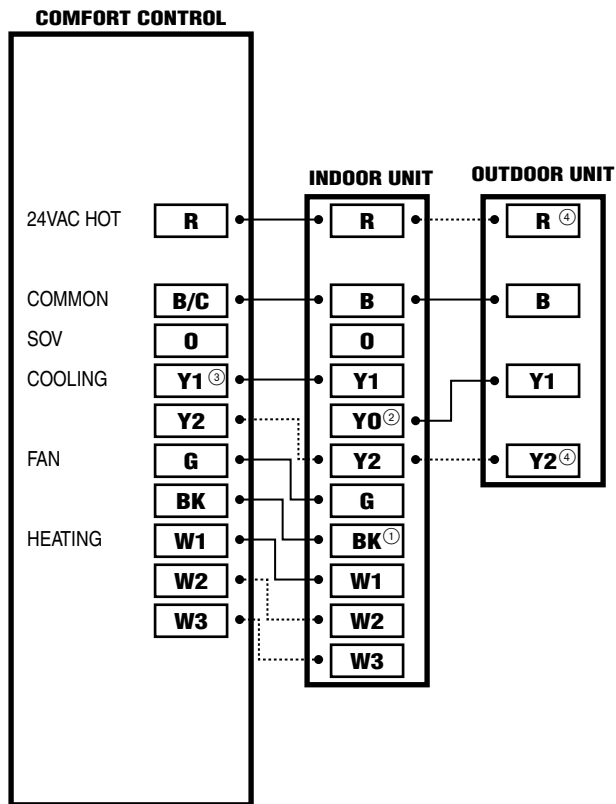 COMFORT CONTROL
INDOOR UNIT
OUTDOOR UNIT
24VAC HOT R R R ④
COMMON B/C B B
SOV O O
COOLING Y1 ③ Y1 Y1
Y2 YO ②
FAN G Y2 Y2 ④
BK G
HEATING W1 BK ①
W2 W1
W3 W2
W3